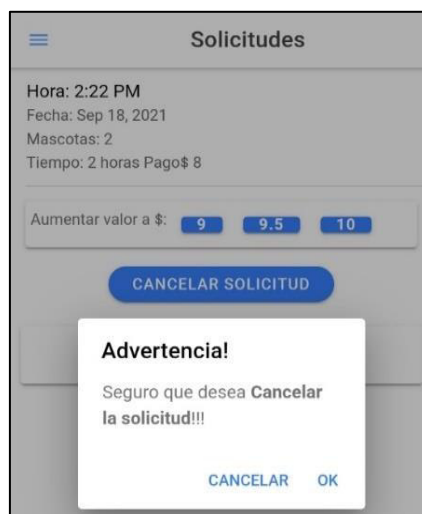 Solicitudes
Hora: 2:22 PM
Fecha: Sep 18, 2021
Mascotas: 2
Tiempo: 2 horas Pago$ 8
Aumentar valor a $: 9 9.5 10
CANCELAR SOLICITUD
Advertencia!
Seguro que desea Cancelar
la solicitud!!!
CANCELAR OK